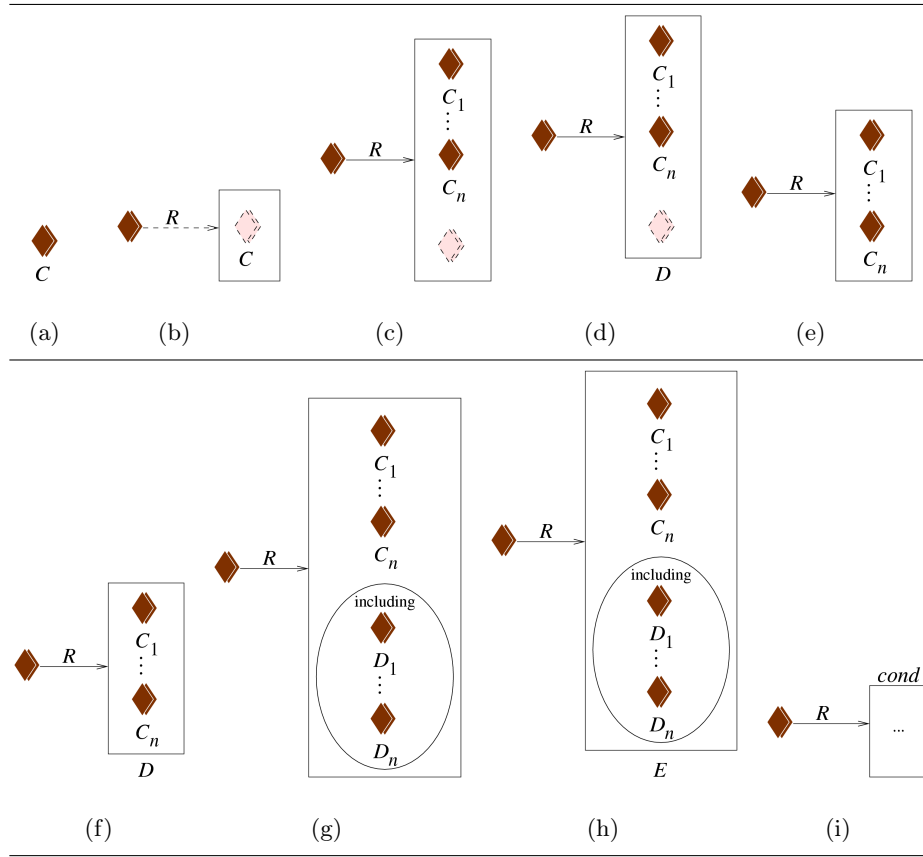 C
(a)
R
C
(b)
R
C1
⋮
Cn
(c)
R
C1
⋮
Cn
D
(d)
R
C1
⋮
Cn
(e)
R
C1
⋮
Cn
D
(f)
R
C1
⋮
Cn
including
D1
⋮
Dn
(g)
R
C1
⋮
Cn
including
D1
⋮
Dn
E
(h)
R
cond
...
(i)